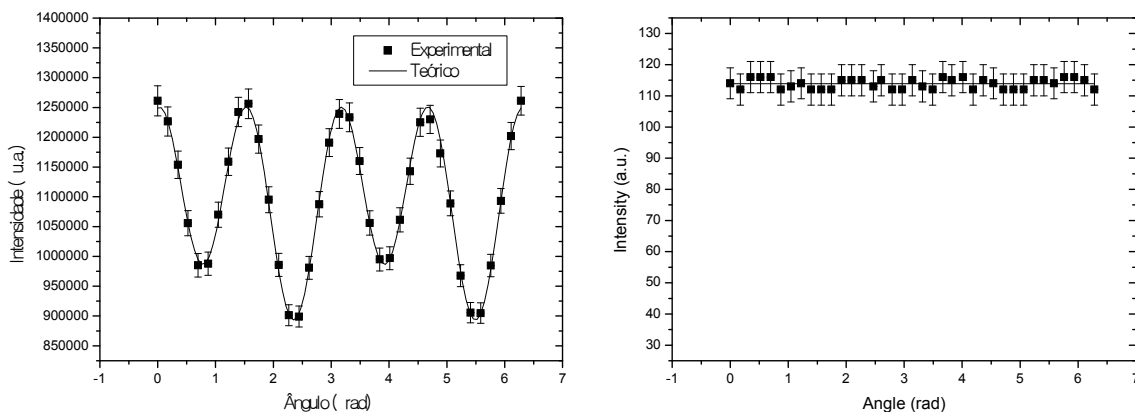 1400000
1350000
1300000
1250000
1200000
1150000
1100000
1050000
1000000
950000
900000
850000
Intensidade ( u.a.)
-1 0 1 2 3 4 5 6 7
Ângulo ( rad)
Experimental
Teórico
130
120
110
100
90
80
70
60
50
40
30
Intensity (a.u.)
-1 0 1 2 3 4 5 6 7
Angle (rad)